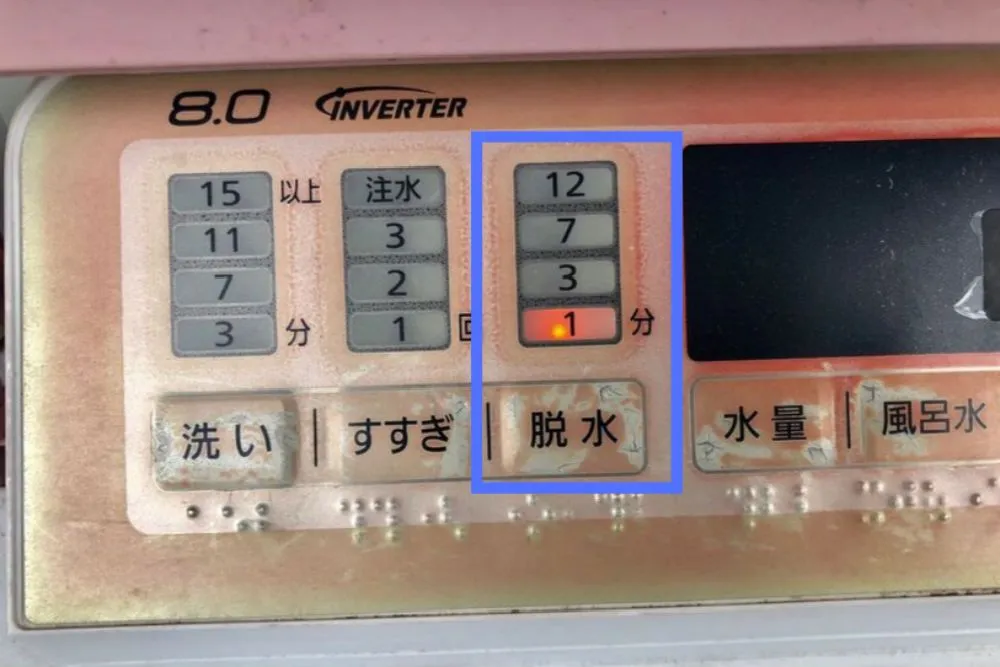 8.0 INVERTER
15 以上
11
7
3 分
注水
3
2
1 回
12
7
3
1 分
洗い すすぎ 脱水 水量 風呂水